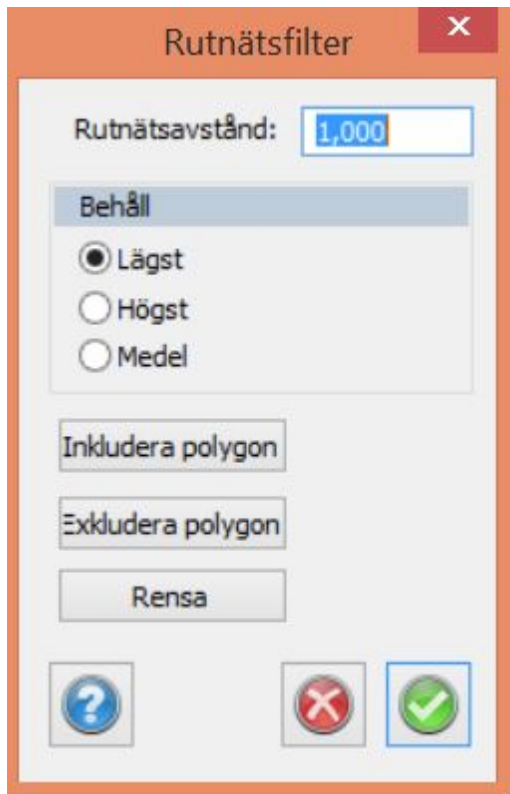 Rutnätsfilter
Rutnätsavstånd: 1,000
Behåll
Lägst
Högst
Medel
Inkludera polygon
Exkludera polygon
Rensa